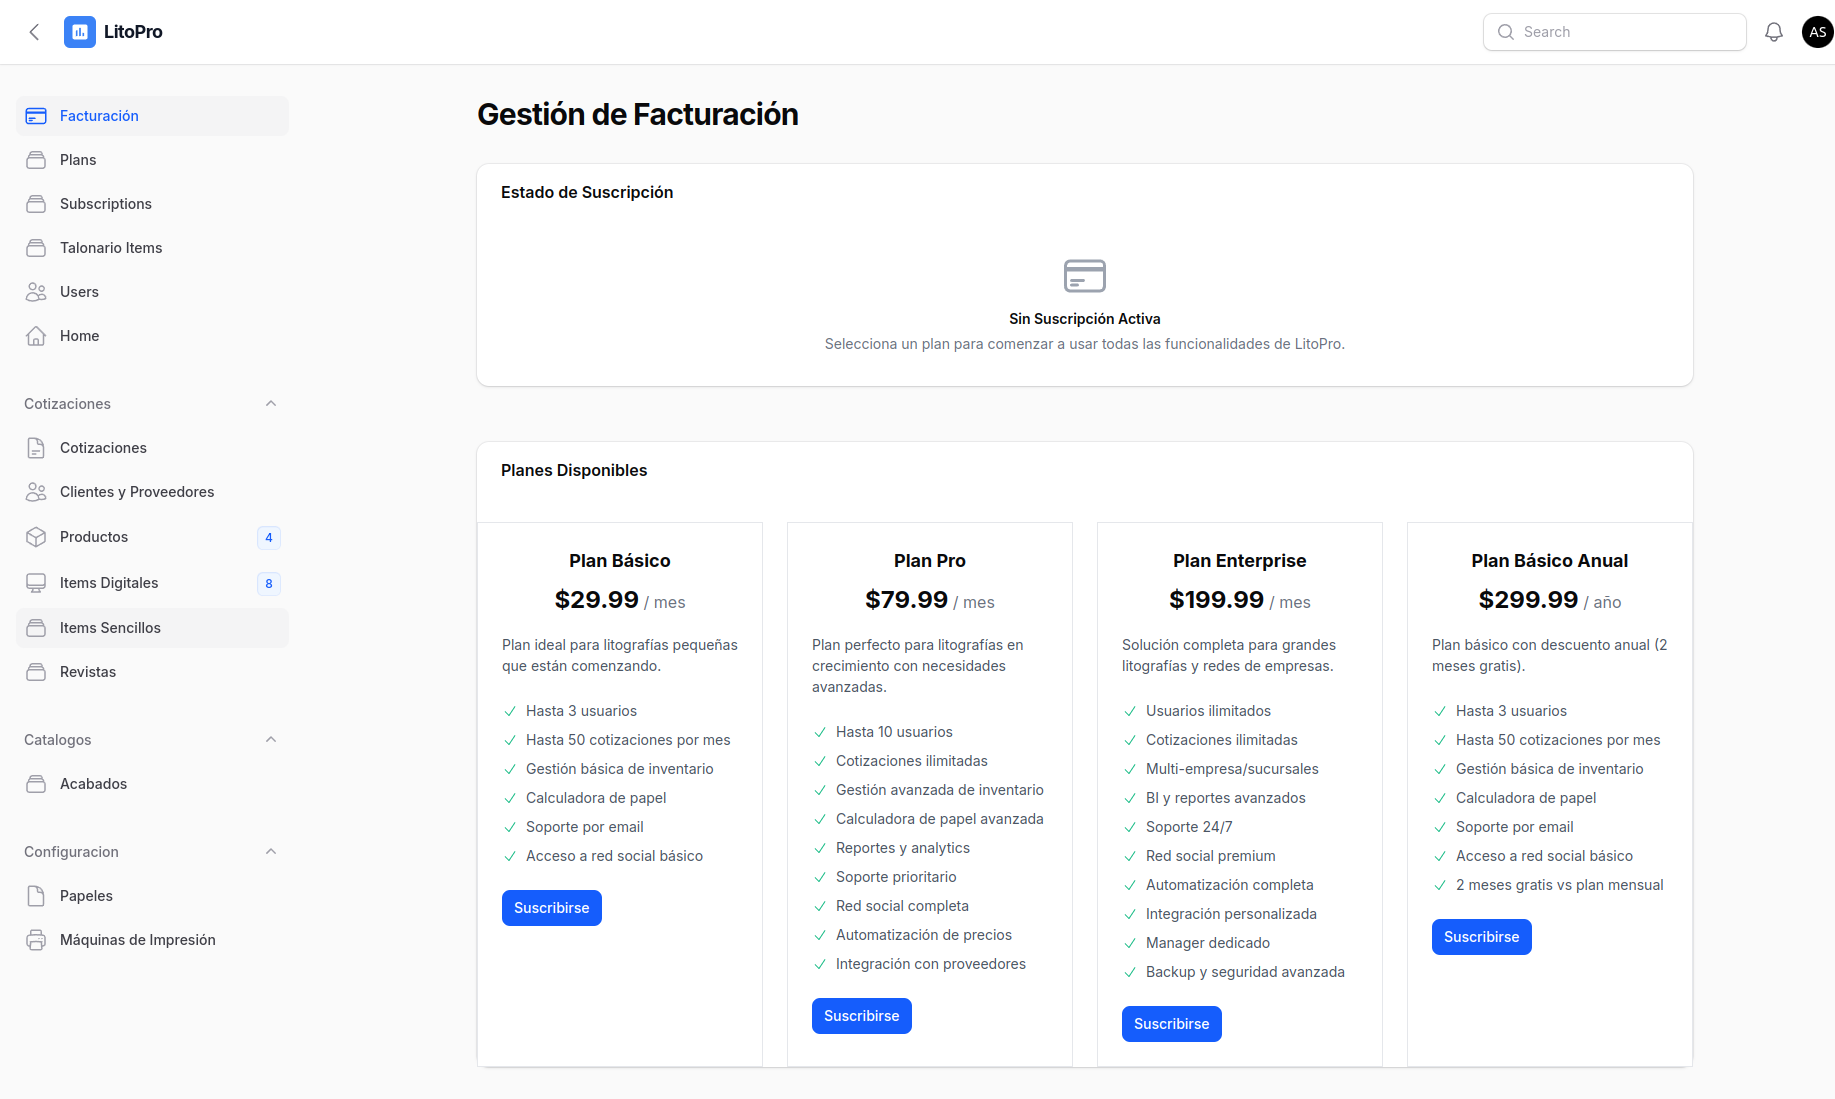 LitoPro
Search
AS
Facturación
Plans
Subscriptions
Talonario Items
Users
Home
Cotizaciones
Cotizaciones
Clientes y Proveedores
Productos 4
Items Digitales 8
Items Sencillos
Revistas
Catalogos
Acabados
Configuracion
Papeles
Máquinas de Impresión
Gestión de Facturación
Estado de Suscripción
Sin Suscripción Activa
Selecciona un plan para comenzar a usar todas las funcionalidades de LitoPro.
Planes Disponibles
Plan Básico
$29.99 / mes
Plan ideal para litografías pequeñas
que están comenzando.
Hasta 3 usuarios
Hasta 50 cotizaciones por mes
Gestión básica de inventario
Calculadora de papel
Soporte por email
Acceso a red social básico
Suscribirse
Plan Pro
$79.99 / mes
Plan perfecto para litografías en
crecimiento con necesidades
avanzadas.
Hasta 10 usuarios
Cotizaciones ilimitadas
Gestión avanzada de inventario
Calculadora de papel avanzada
Reportes y analytics
Soporte prioritario
Red social completa
Automatización de precios
Integración con proveedores
Suscribirse
Plan Enterprise
$199.99 / mes
Solución completa para grandes
litografías y redes de empresas.
Usuarios ilimitados
Cotizaciones ilimitadas
Multi-empresa/sucursales
BI y reportes avanzados
Soporte 24/7
Red social premium
Automatización completa
Integración personalizada
Manager dedicado
Backup y seguridad avanzada
Suscribirse
Plan Básico Anual
$299.99 / año
Plan básico con descuento anual (2
meses gratis).
Hasta 3 usuarios
Hasta 50 cotizaciones por mes
Gestión básica de inventario
Calculadora de papel
Soporte por email
Acceso a red social básico
2 meses gratis vs plan mensual
Suscribirse